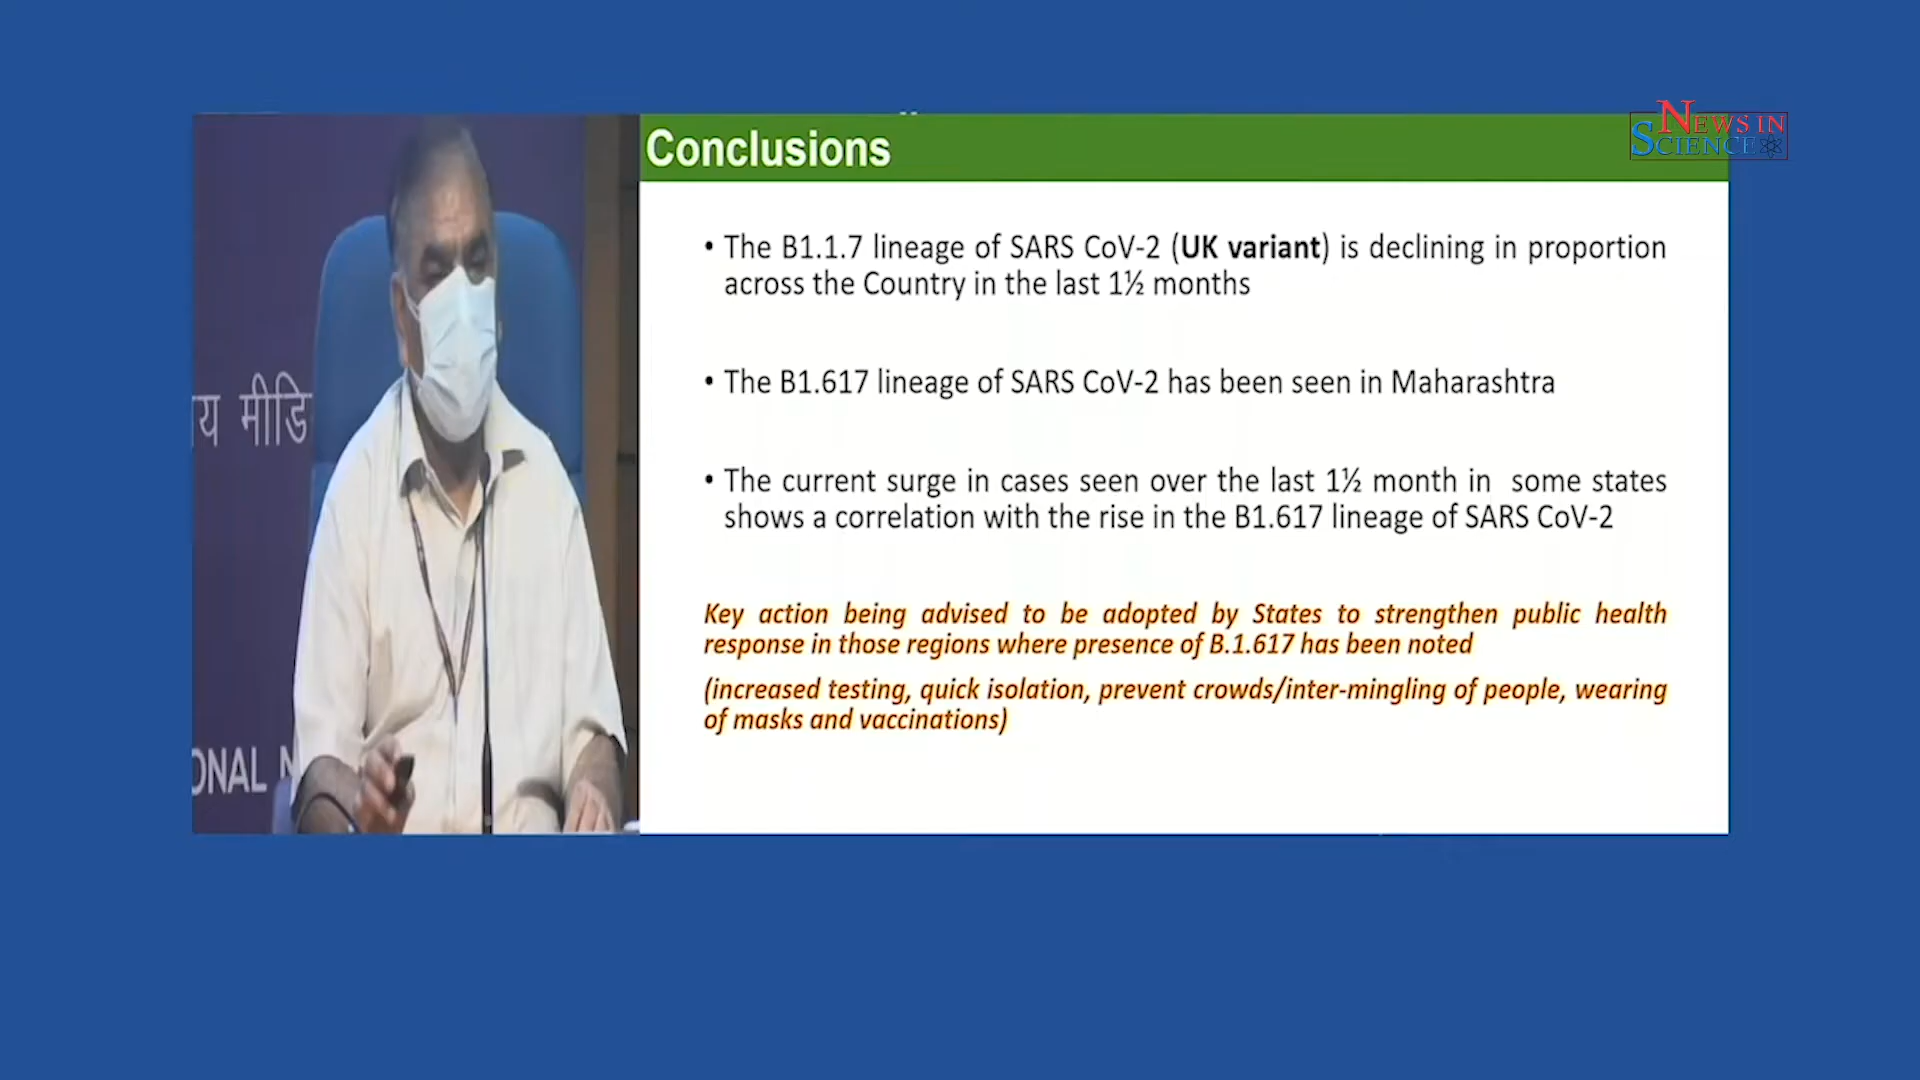 NEWS IN
SCIENCE
Conclusions
• The B1.1.7 lineage of SARS CoV-2 (UK variant) is declining in proportion
across the Country in the last 1½ months
• The B1.617 lineage of SARS CoV-2 has been seen in Maharashtra
• The current surge in cases seen over the last 1½ month in some states
shows a correlation with the rise in the B1.617 lineage of SARS CoV-2
Key action being advised to be adopted by States to strengthen public health
response in those regions where presence of B.1.617 has been noted
(increased testing, quick isolation, prevent crowds/inter-mingling of people, wearing
of masks and vaccinations)
य मीडि
ONAL